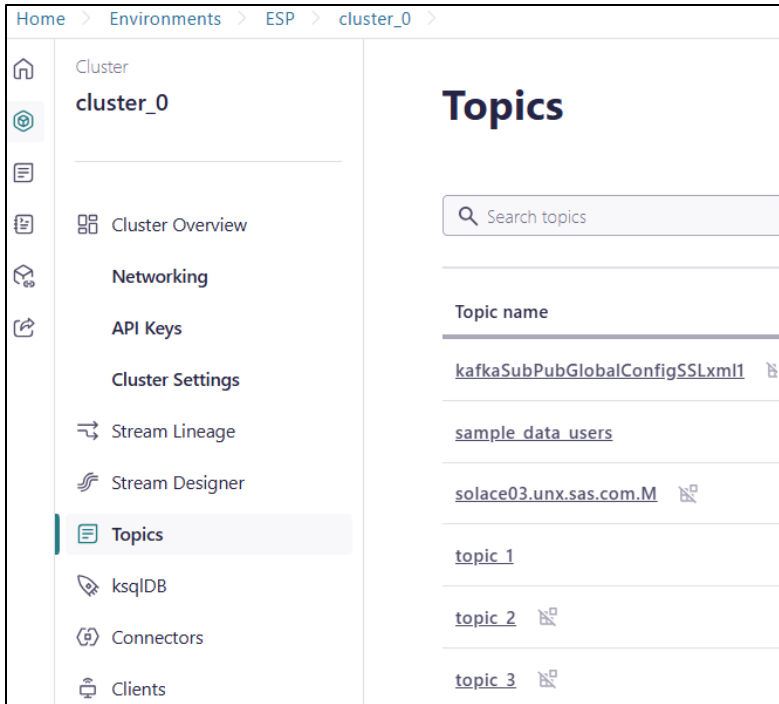 Home > Environments > ESP > cluster_0 >
Cluster
cluster_0
Cluster Overview
Networking
API Keys
Cluster Settings
Stream Lineage
Stream Designer
Topics
ksqlDB
Connectors
Clients
Topics
Search topics
Topic name
kafkaSubPubGlobalConfigSSLxml1
sample_data_users
solace03.unx.sas.com.M
topic_1
topic_2
topic_3